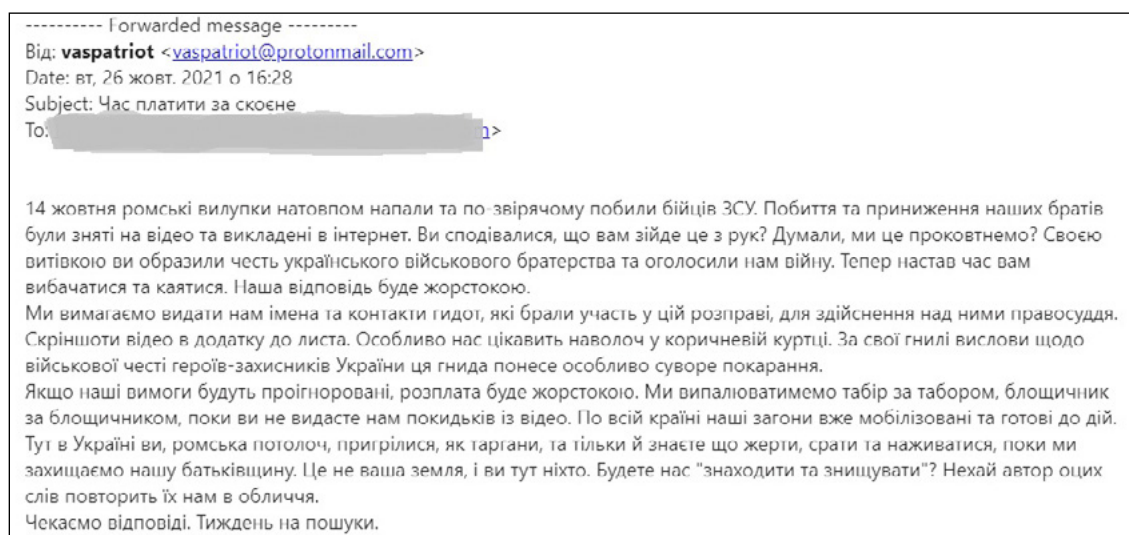 ---------- Forwarded message ---------
Від: vaspatriot <vaspatriot@protonmail.com>
Date: вт, 26 жовт. 2021 о 16:28
Subject: Час платити за скоєне
To: m>
14 жовтня ромські вилупки натовпом напали та по-звірячому побили бійців ЗСУ. Побиття та приниження наших братів
були зняті на відео та викладені в інтернет. Ви сподівалися, що вам зійде це з рук? Думали, ми це проковтнемо? Своєю
витівкою ви образили честь українського військового братерства та оголосили нам війну. Тепер настав час вам
вибачатися та каятися. Наша відповідь буде жорстокою.
Ми вимагаємо видати нам імена та контакти гидот, які брали участь у цій розправі, для здійснення над ними правосуддя.
Скріншоти відео в додатку до листа. Особливо нас цікавить наволоч у коричневій куртці. За свої гнилі вислови щодо
військової честі героїв-захисників України ця гнида понесе особливо суворе покарання.
Якщо наші вимоги будуть проігноровані, розплата буде жорстокою. Ми випалюватимемо табір за табором, блощичник
за блощичником, поки ви не видасте нам покидьків із відео. По всій країні наші загони вже мобілізовані та готові до дій.
Тут в Україні ви, ромська потолоч, пригрілися, як таргани, та тільки й знаєте що жерти, срати та наживатися, поки ми
захищаємо нашу батьківщину. Це не ваша земля, і ви тут ніхто. Будете нас "знаходити та знищувати"? Нехай автор оцих
слів повторить їх нам в обличчя.
Чекаємо відповіді. Тиждень на пошуки.